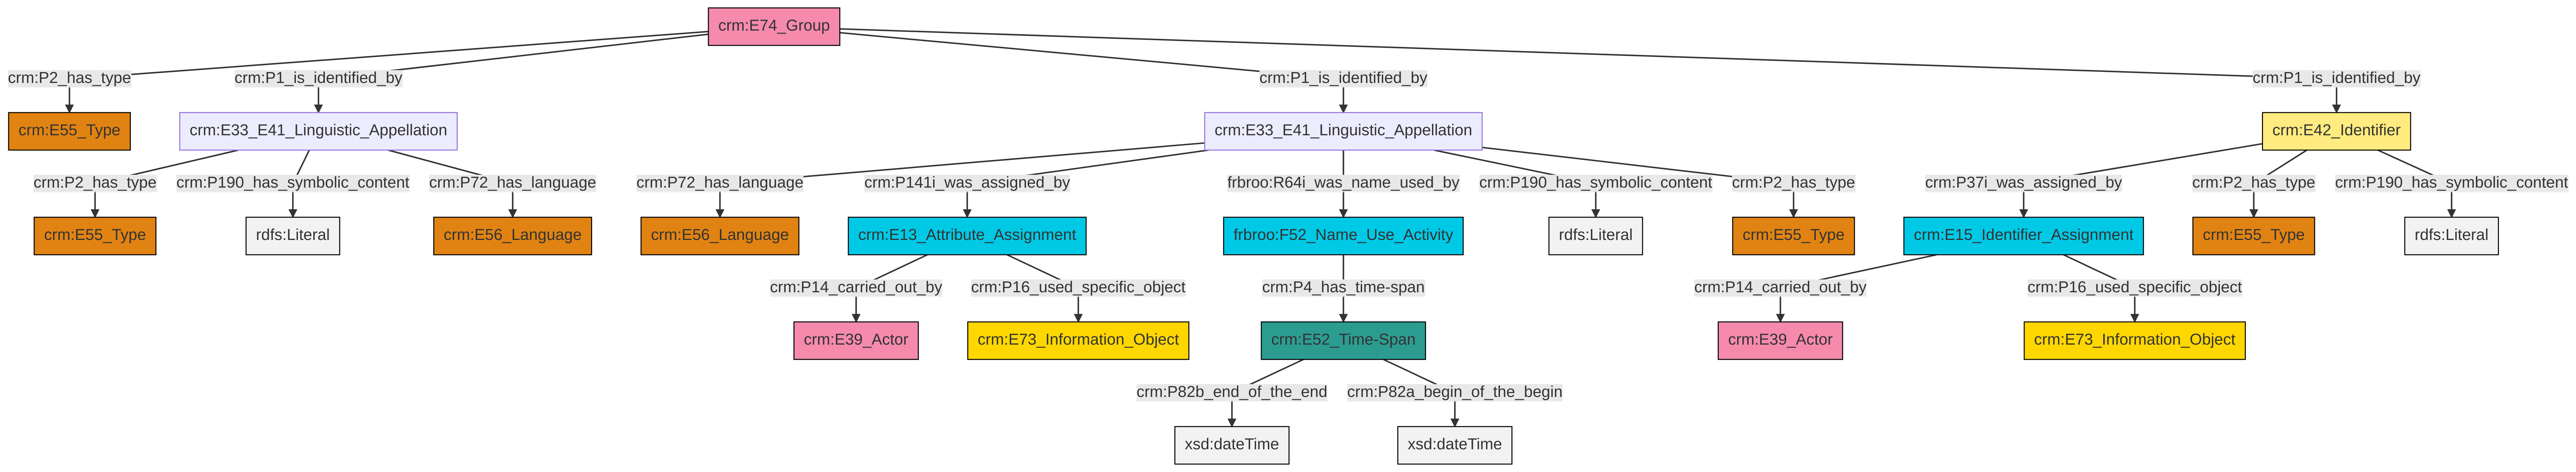 crm:E74_Group
crm:P2_has_type
crm:P1_is_identified_by
crm:P1_is_identified_by
crm:P1_is_identified_by
crm:E55_Type
crm:E33_E41_Linguistic_Appellation
crm:E33_E41_Linguistic_Appellation
crm:E42_Identifier
crm:P2_has_type
crm:P190_has_symbolic_content
crm:P72_has_language
crm:P72_has_language
crm:P141i_was_assigned_by
frbroo:R64i_was_name_used_by
crm:P190_has_symbolic_content
crm:P2_has_type
crm:P37i_was_assigned_by
crm:P2_has_type
crm:P190_has_symbolic_content
crm:E55_Type
rdfs:Literal
crm:E56_Language
crm:E56_Language
crm:E13_Attribute_Assignment
frbroo:F52_Name_Use_Activity
rdfs:Literal
crm:E55_Type
crm:E15_Identifier_Assignment
crm:E55_Type
rdfs:Literal
crm:P14_carried_out_by
crm:P16_used_specific_object
crm:P4_has_time-span
crm:P14_carried_out_by
crm:P16_used_specific_object
crm:E39_Actor
crm:E73_Information_Object
crm:E52_Time-Span
crm:E39_Actor
crm:E73_Information_Object
crm:P82b_end_of_the_end
crm:P82a_begin_of_the_begin
xsd:dateTime
xsd:dateTime